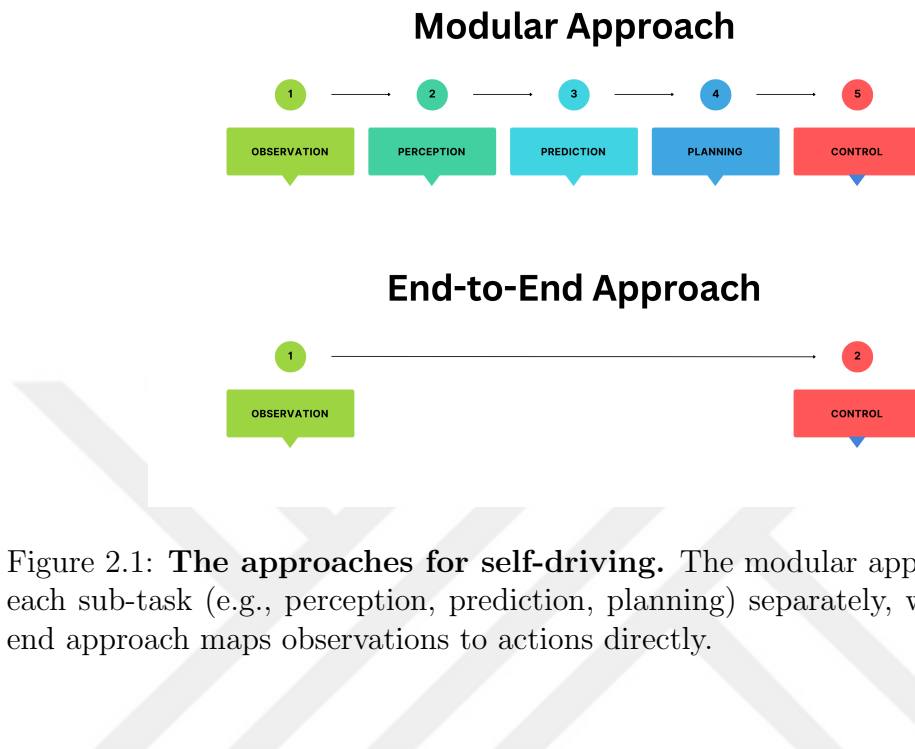 Modular Approach
1 2 3 4 5
OBSERVATION PERCEPTION PREDICTION PLANNING CONTROL
End-to-End Approach
1 2
OBSERVATION CONTROL
Figure 2.1: The approaches for self-driving. The modular app
each sub-task (e.g., perception, prediction, planning) separately,
end approach maps observations to actions directly.